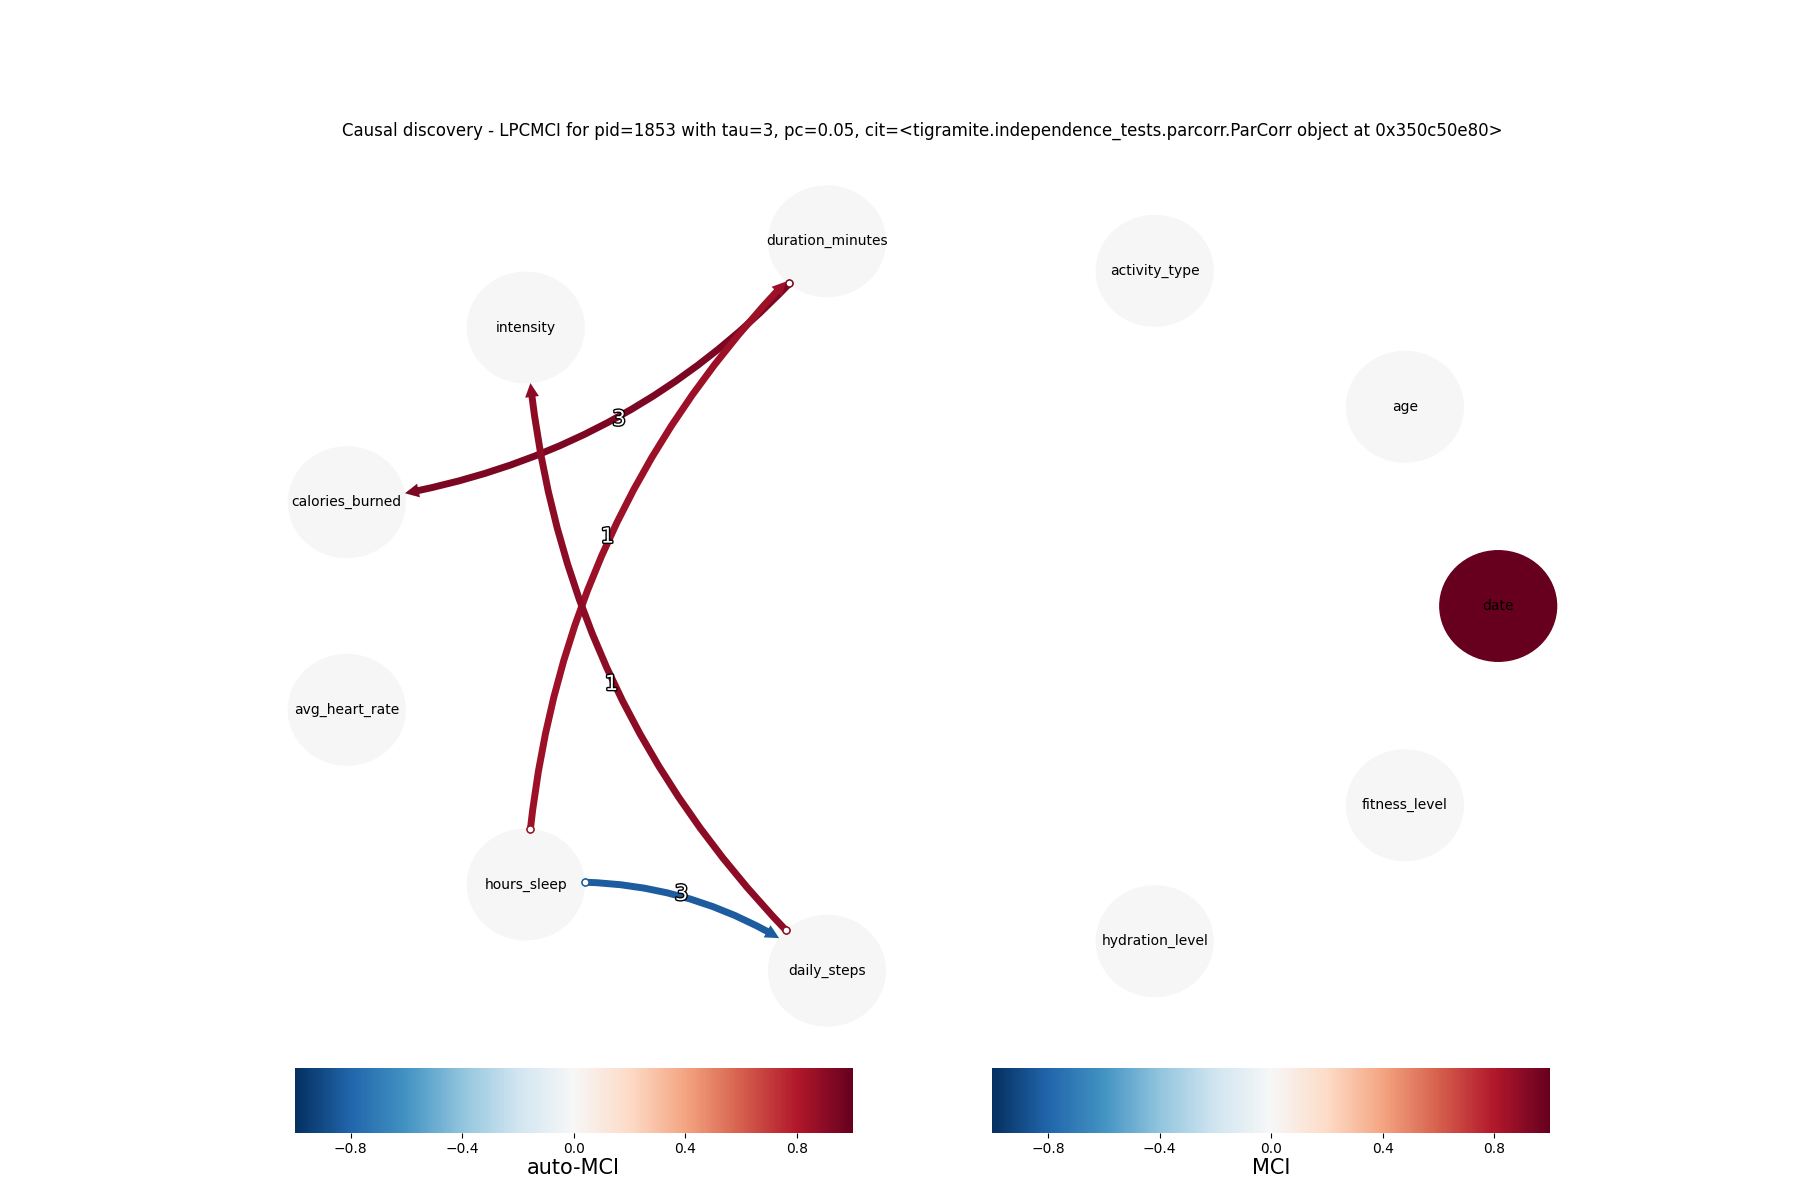 Causal discovery - LPCMCI for pid=1853 with tau=3, pc=0.05, cit=<tigramite.independence_tests.parcorr.ParCorr object at 0x350c50e80>
duration_minutes
activity_type
intensity
age
3
calories_burned
1
date
1
avg_heart_rate
fitness_level
hours_sleep
3
hydration_level
daily_steps
−0.8 −0.4 0.0 0.4 0.8
auto-MCI
−0.8 −0.4 0.0 0.4 0.8
MCI